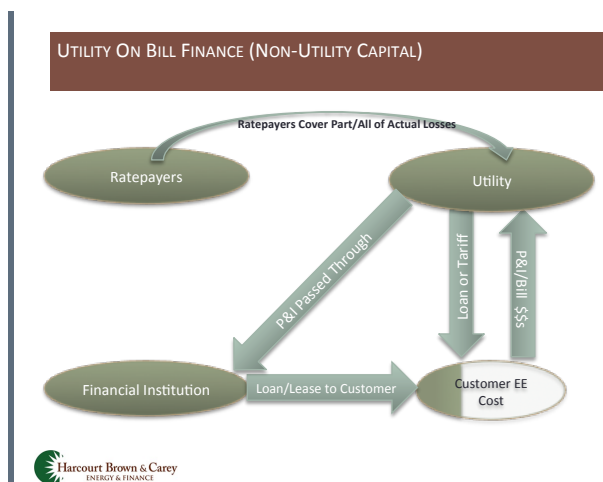 UTILITY ON BILL FINANCE (NON-UTILITY CAPITAL)
Ratepayers Cover Part/All of Actual Losses
Ratepayers
Utility
P&I Passed Through
Loan or Tariff
P&I/Bill $$s
Financial Institution
Loan/Lease to Customer
Customer EE
Cost
Harcourt Brown & Carey
ENERGY & FINANCE